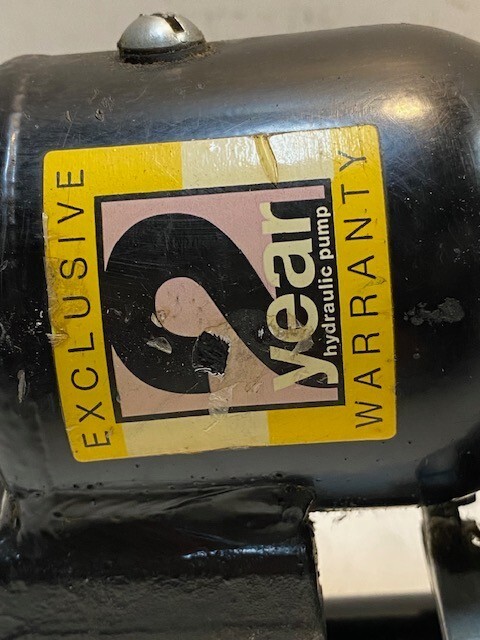 EXCLUSIVE
2
year
hydraulic pump
WARRANTY